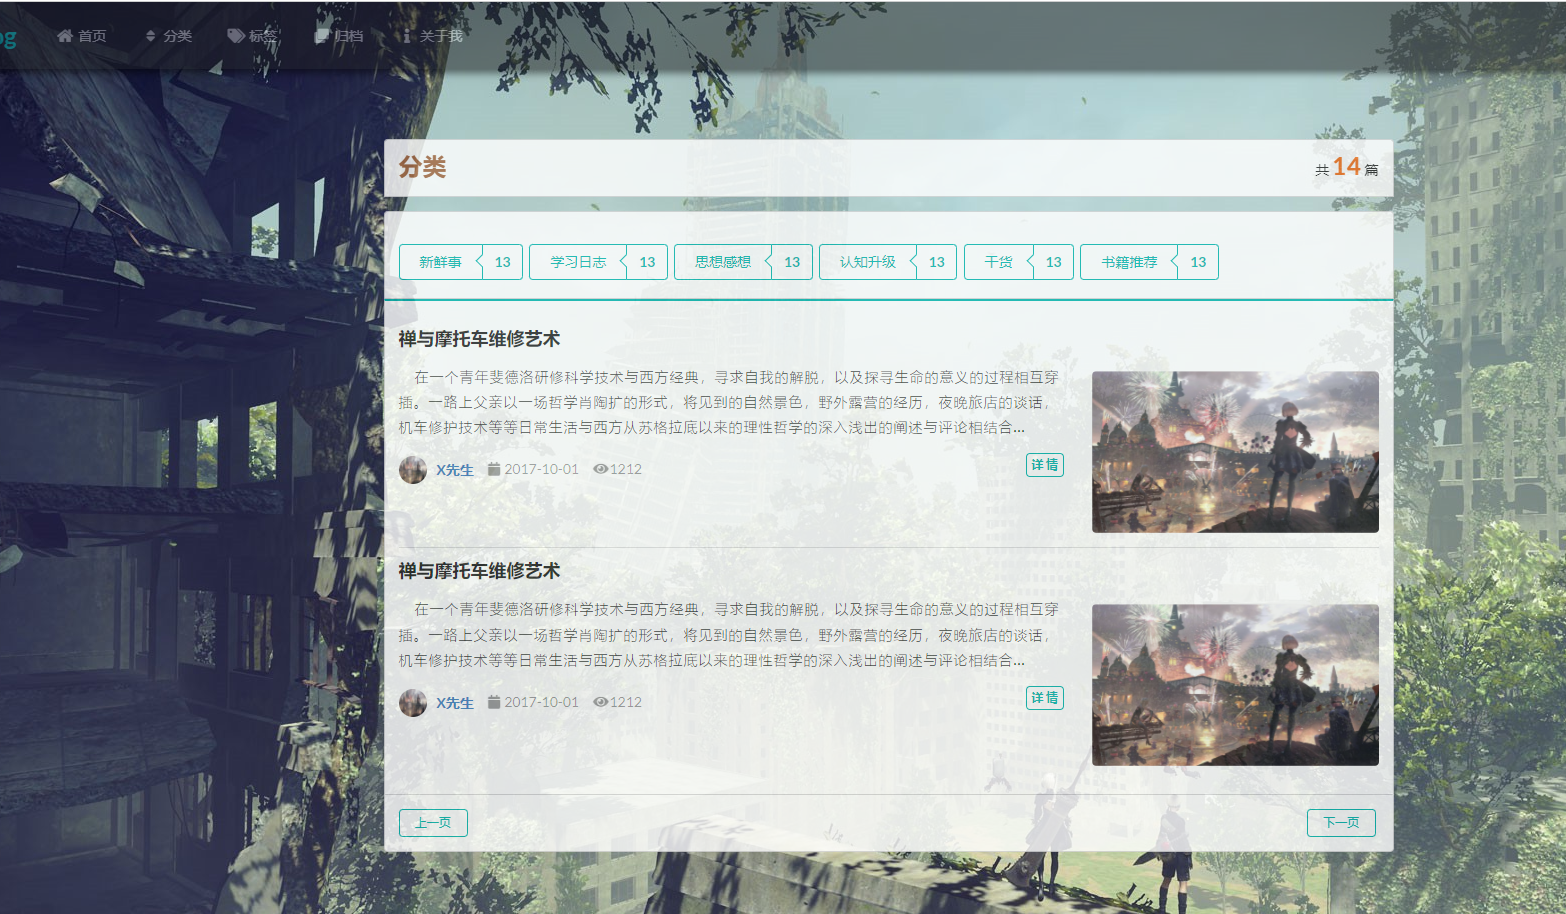 og 首页 分类 标签 归档 关于我
分类 共 14 篇
新鲜事 13 学习日志 13 思想感想 13 认知升级 13 干货 13 书籍推荐 13
禅与摩托车维修艺术
在一个青年斐德洛研修科学技术与西方经典，寻求自我的解脱，以及探寻生命的意义的过程相互穿
插。一路上父亲以一场哲学肖陶扩的形式，将见到的自然景色，野外露营的经历，夜晚旅店的谈话，
机车修护技术等等日常生活与西方从苏格拉底以来的理性哲学的深入浅出的阐述与评论相结合...
X先生 2017-10-01 1212 详情
禅与摩托车维修艺术
在一个青年斐德洛研修科学技术与西方经典，寻求自我的解脱，以及探寻生命的意义的过程相互穿
插。一路上父亲以一场哲学肖陶扩的形式，将见到的自然景色，野外露营的经历，夜晚旅店的谈话，
机车修护技术等等日常生活与西方从苏格拉底以来的理性哲学的深入浅出的阐述与评论相结合...
X先生 2017-10-01 1212 详情
上一页 下一页